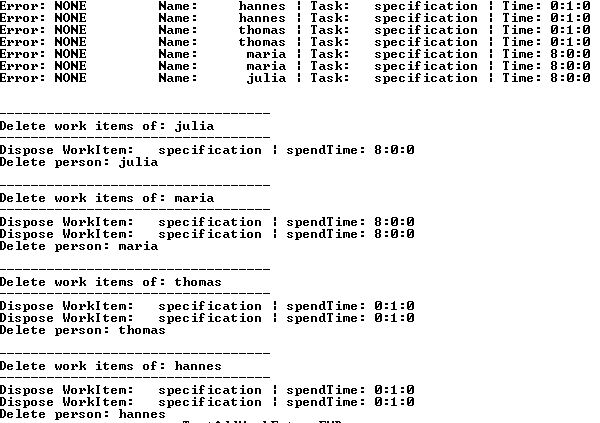 Error: NONE Name: hannes ¦ Task: specification ¦ Time: 0:1:0
Error: NONE Name: hannes ¦ Task: specification ¦ Time: 0:1:0
Error: NONE Name: thomas ¦ Task: specification ¦ Time: 0:1:0
Error: NONE Name: thomas ¦ Task: specification ¦ Time: 0:1:0
Error: NONE Name: maria ¦ Task: specification ¦ Time: 8:0:0
Error: NONE Name: maria ¦ Task: specification ¦ Time: 8:0:0
Error: NONE Name: julia ¦ Task: specification ¦ Time: 8:0:0
----------------------------------
Delete work items of: julia
----------------------------------
Dispose WorkItem: specification ¦ spendTime: 8:0:0
Delete person: julia
----------------------------------
Delete work items of: maria
----------------------------------
Dispose WorkItem: specification ¦ spendTime: 8:0:0
Dispose WorkItem: specification ¦ spendTime: 8:0:0
Delete person: maria
----------------------------------
Delete work items of: thomas
----------------------------------
Dispose WorkItem: specification ¦ spendTime: 0:1:0
Dispose WorkItem: specification ¦ spendTime: 0:1:0
Delete person: thomas
----------------------------------
Delete work items of: hannes
----------------------------------
Dispose WorkItem: specification ¦ spendTime: 0:1:0
Dispose WorkItem: specification ¦ spendTime: 0:1:0
Delete person: hannes